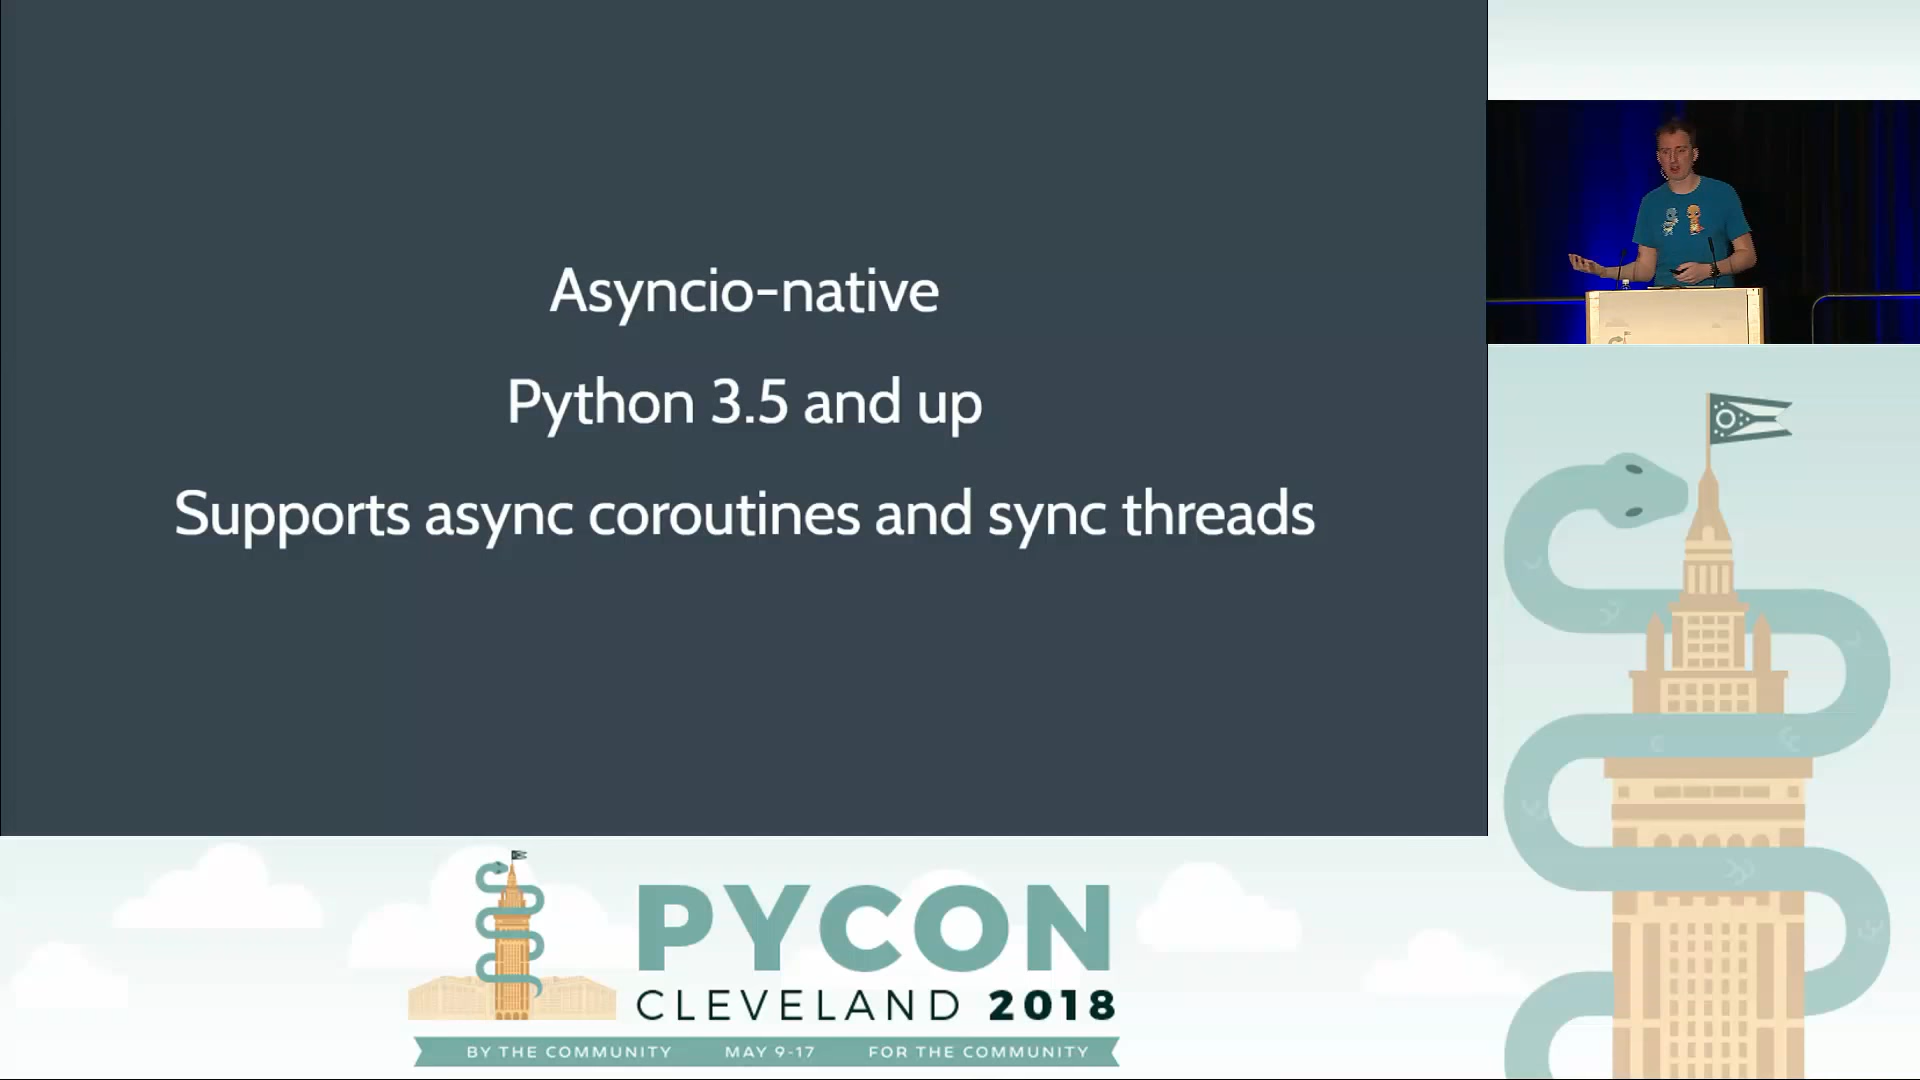 Asyncio-native
Python 3.5 and up
Supports async coroutines and sync threads
PYCON
CLEVELAND 2018
BY THE COMMUNITY MAY 9-17 FOR THE COMMUNITY